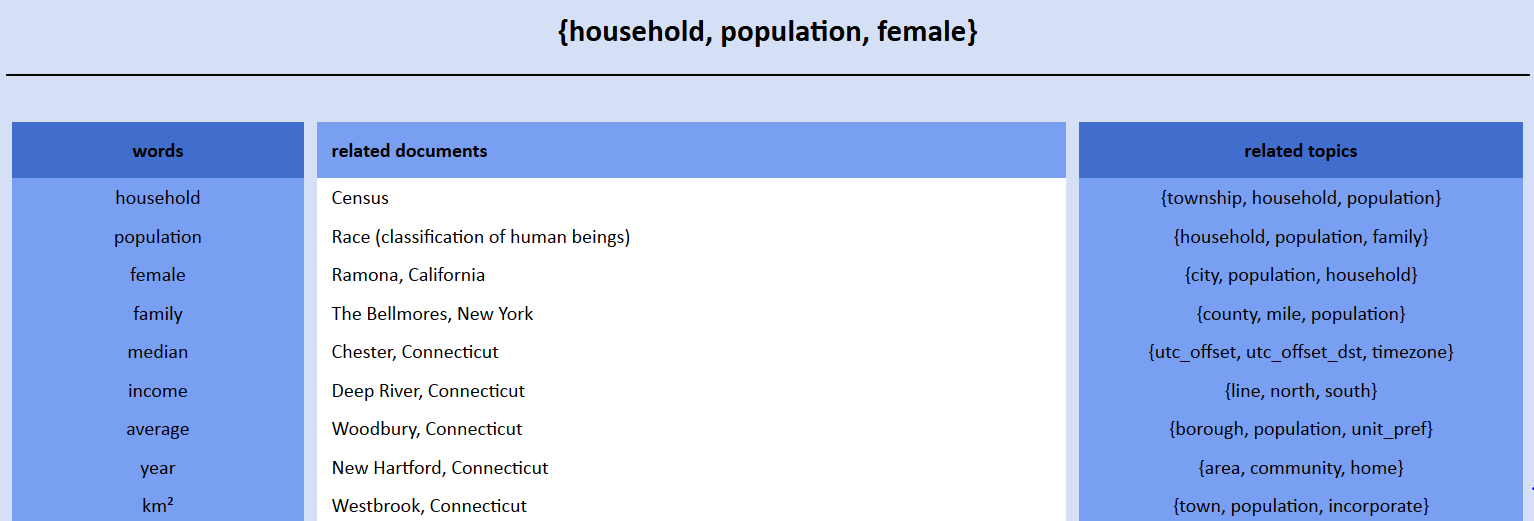 {household, population, female}
words related documents related topics
household Census {township, household, population}
population Race (classification of human beings) {household, population, family}
female Ramona, California {city, population, household}
family The Bellmores, New York {county, mile, population}
median Chester, Connecticut {utc_offset, utc_offset_dst, timezone}
income Deep River, Connecticut {line, north, south}
average Woodbury, Connecticut {borough, population, unit_pref}
year New Hartford, Connecticut {area, community, home}
km² Westbrook, Connecticut {town, population, incorporate}